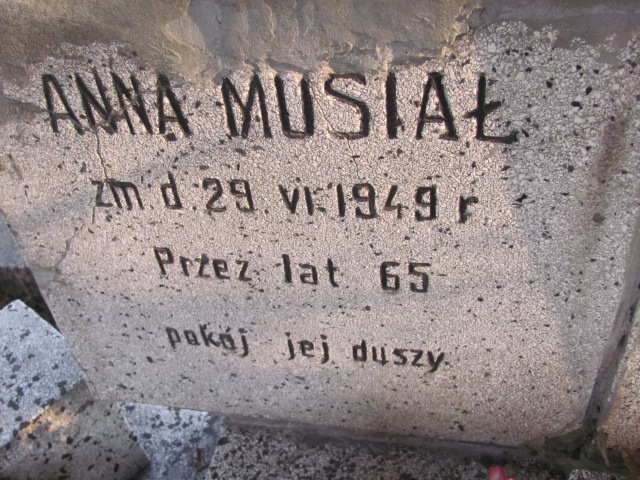 ANNA MUSIAŁ
zm. d. 29. VI. 1949 r
Przez lat 65
pokój jej duszy